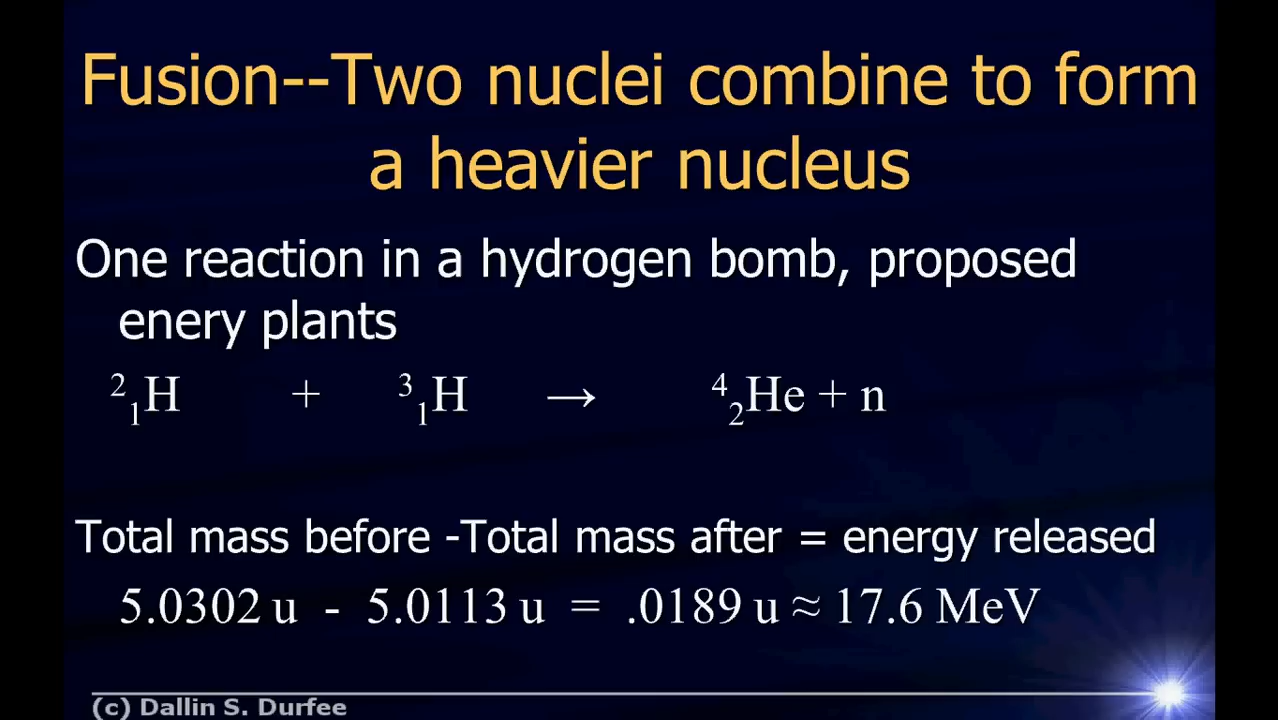 Fusion--Two nuclei combine to form
a heavier nucleus
One reaction in a hydrogen bomb, proposed
enery plants
²₁H + ³₁H → ⁴₂He + n
Total mass before -Total mass after = energy released
5.0302 u - 5.0113 u = .0189 u ≈ 17.6 MeV
(c) Dallin S. Durfee